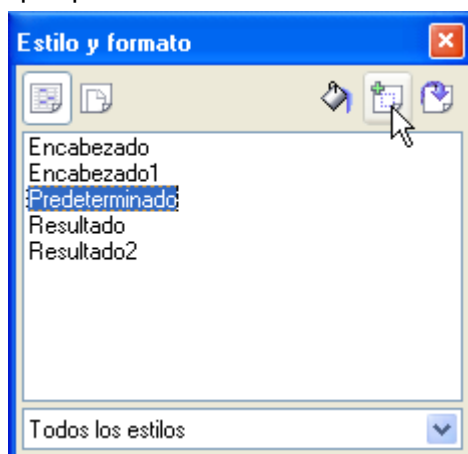 Estilo y formato
Encabezado
Encabezado1
Predeterminado
Resultado
Resultado2
Todos los estilos